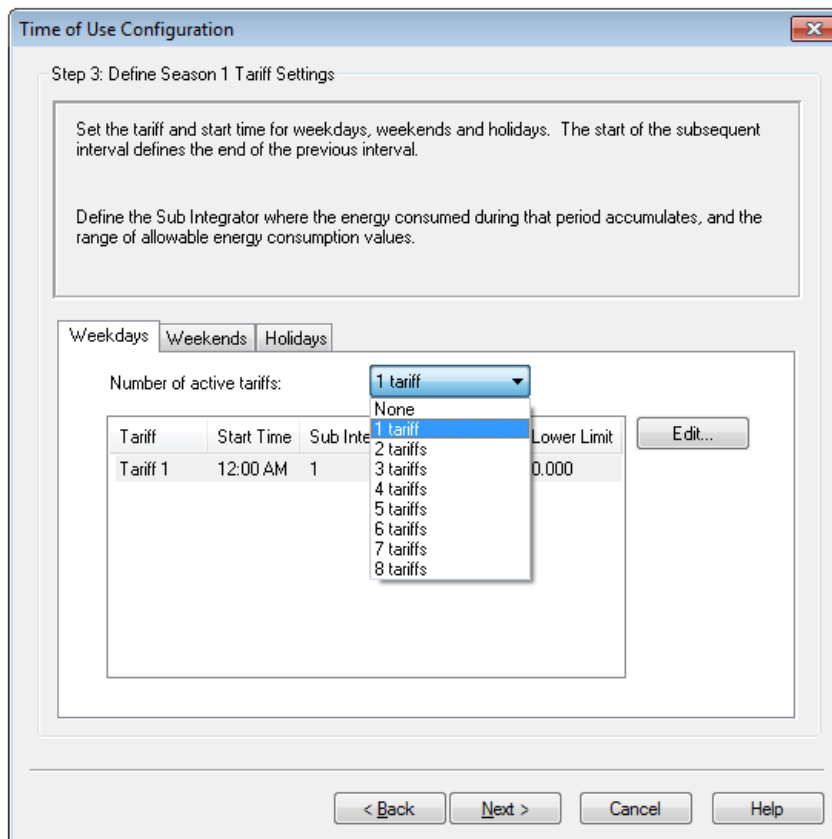 Time of Use Configuration
Step 3: Define Season 1 Tariff Settings
Set the tariff and start time for weekdays, weekends and holidays. The start of the subsequent
interval defines the end of the previous interval.
Define the Sub Integrator where the energy consumed during that period accumulates, and the
range of allowable energy consumption values.
Weekdays Weekends Holidays
Number of active tariffs: 1 tariff
None
1 tariff
2 tariffs
3 tariffs
4 tariffs
5 tariffs
6 tariffs
7 tariffs
8 tariffs
Tariff Start Time Sub Inte Lower Limit
Tariff 1 12:00 AM 1 0.000
Edit...
< Back Next > Cancel Help